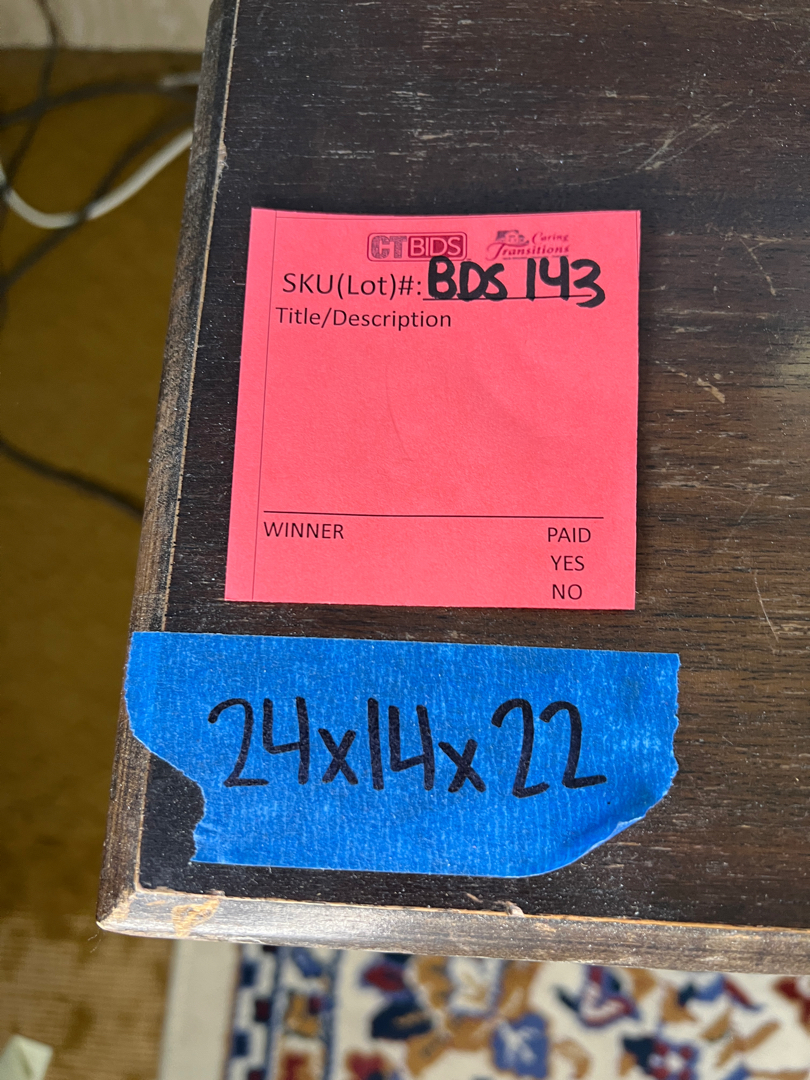 CTBIDS Caring Transitions
SKU(Lot)#: BDS 143
Title/Description
WINNER PAID
YES
NO
24x14x22